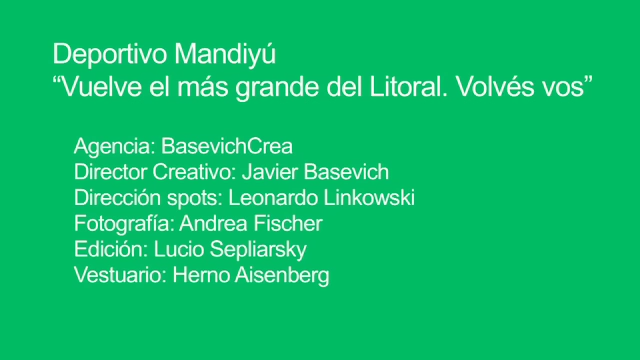 Deportivo Mandiyú
“Vuelve el más grande del Litoral. Volvés vos”
Agencia: BasevichCrea
Director Creativo: Javier Basevich
Dirección spots: Leonardo Linkowski
Fotografía: Andrea Fischer
Edición: Lucio Sepliarsky
Vestuario: Herno Aisenberg